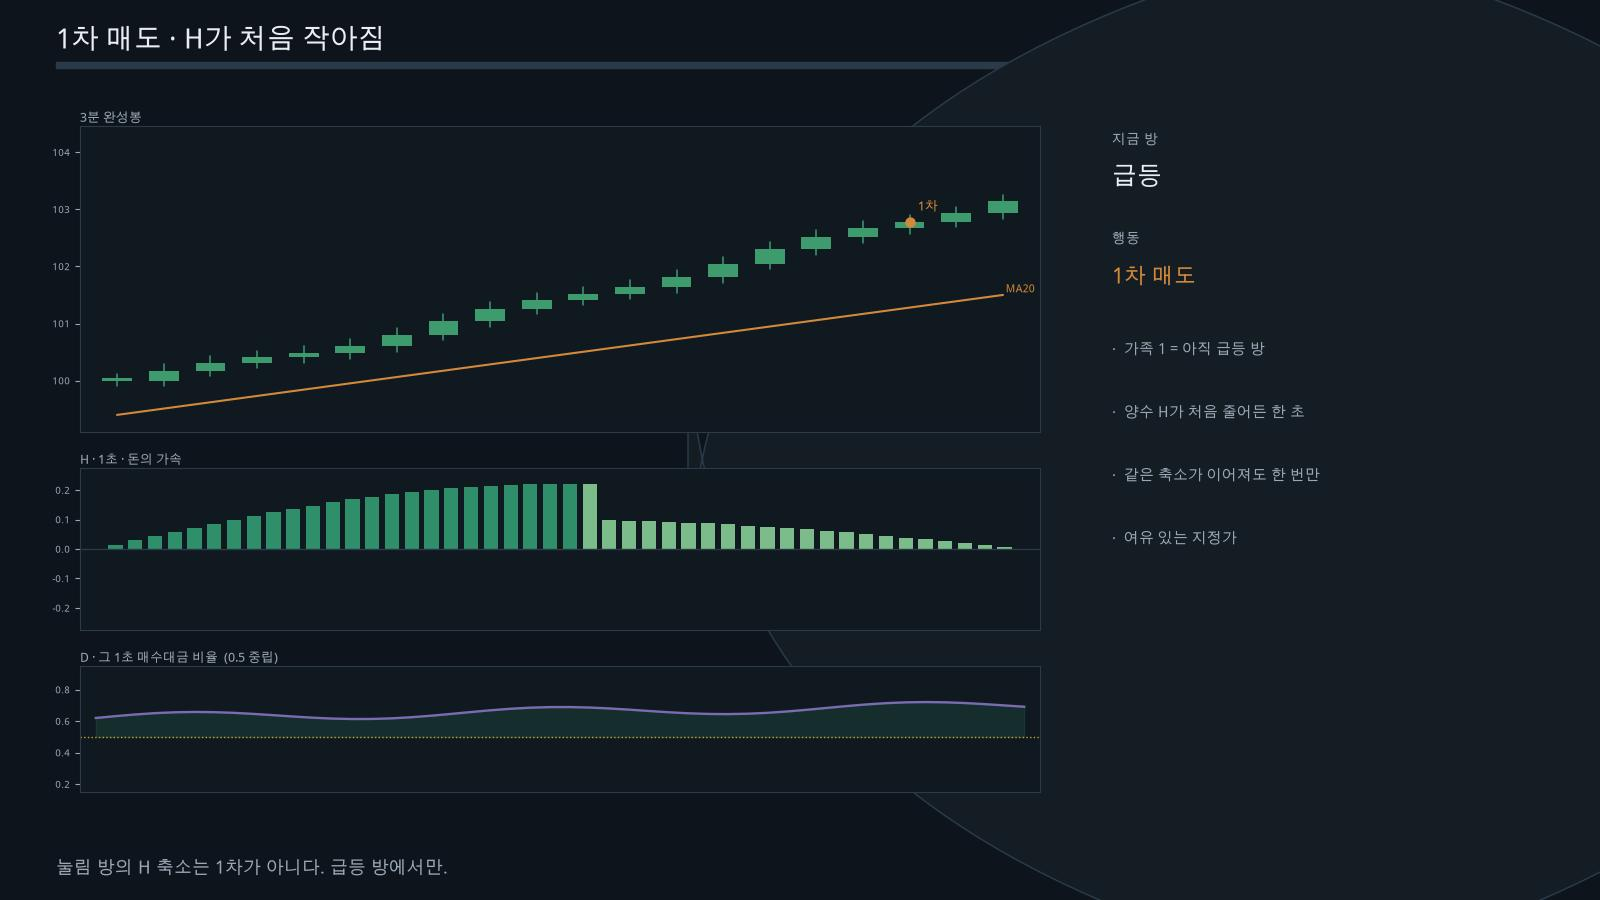 1차 매도 · H가 처음 작아짐
3분 완성봉
104
103
102
101
100
1차
MA20
H · 1초 · 돈의 가속
0.2
0.1
0.0
-0.1
-0.2
D · 그 1초 매수대금 비율 (0.5 중립)
0.8
0.6
0.4
0.2
지금 방
급등
행동
1차 매도
· 가족 1 = 아직 급등 방
· 양수 H가 처음 줄어든 한 초
· 같은 축소가 이어져도 한 번만
· 여유 있는 지정가
눌림 방의 H 축소는 1차가 아니다. 급등 방에서만.